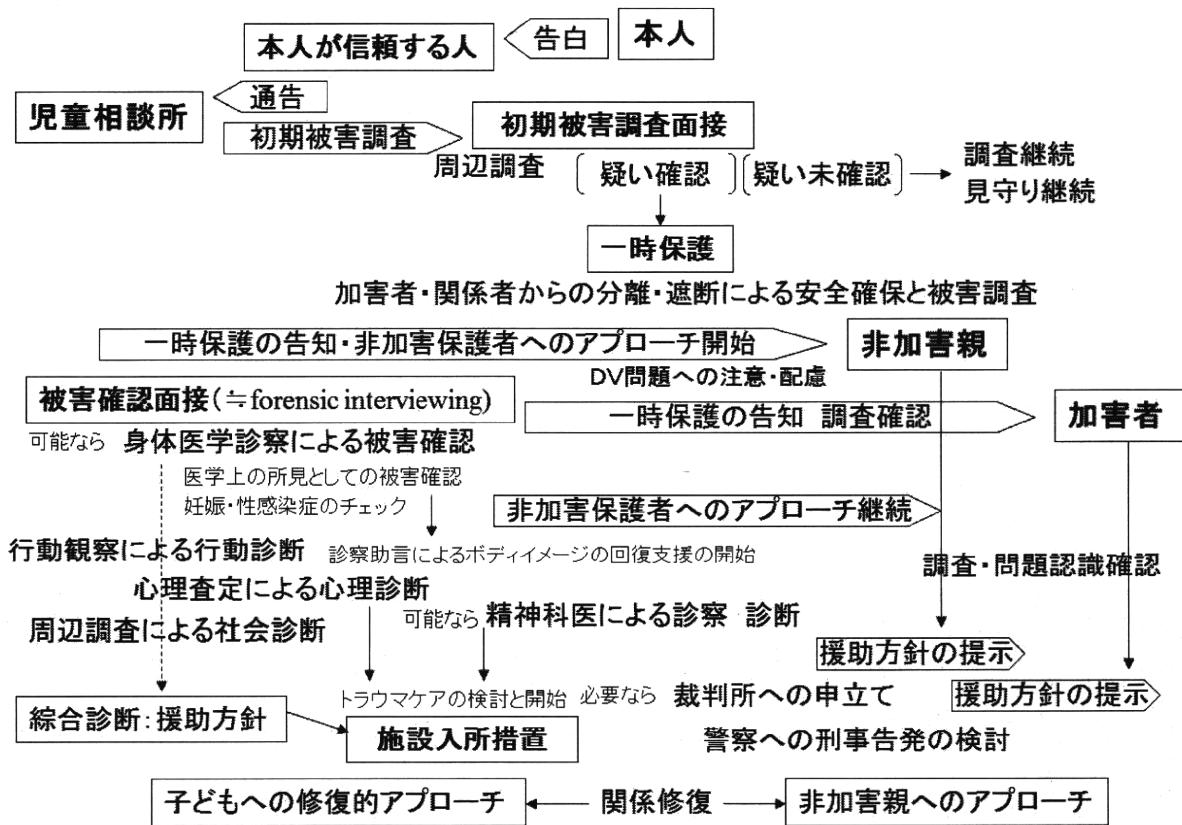 本人
告白
本人が信頼する人
通告
児童相談所
初期被害調査
初期被害調査面接
周辺調査
疑い確認
疑い未確認
調査継続
見守り継続
一時保護
加害者・関係者からの分離・遮断による安全確保と被害調査
一時保護の告知・非加害保護者へのアプローチ開始
非加害親
DV問題への注意・配慮
被害確認面接(≒forensic interviewing)
一時保護の告知 調査確認
加害者
可能なら 身体医学診察による被害確認
医学上の所見としての被害確認
妊娠・性感染症のチェック
非加害保護者へのアプローチ継続
行動観察による行動診断
診察助言によるボディイメージの回復支援の開始
調査・問題認識確認
心理査定による心理診断
可能なら 精神科医による診察 診断
周辺調査による社会診断
援助方針の提示
トラウマケアの検討と開始
必要なら 裁判所への申立て
援助方針の提示
綜合診断:援助方針
施設入所措置
警察への刑事告発の検討
子どもへの修復的アプローチ
関係修復
非加害親へのアプローチ